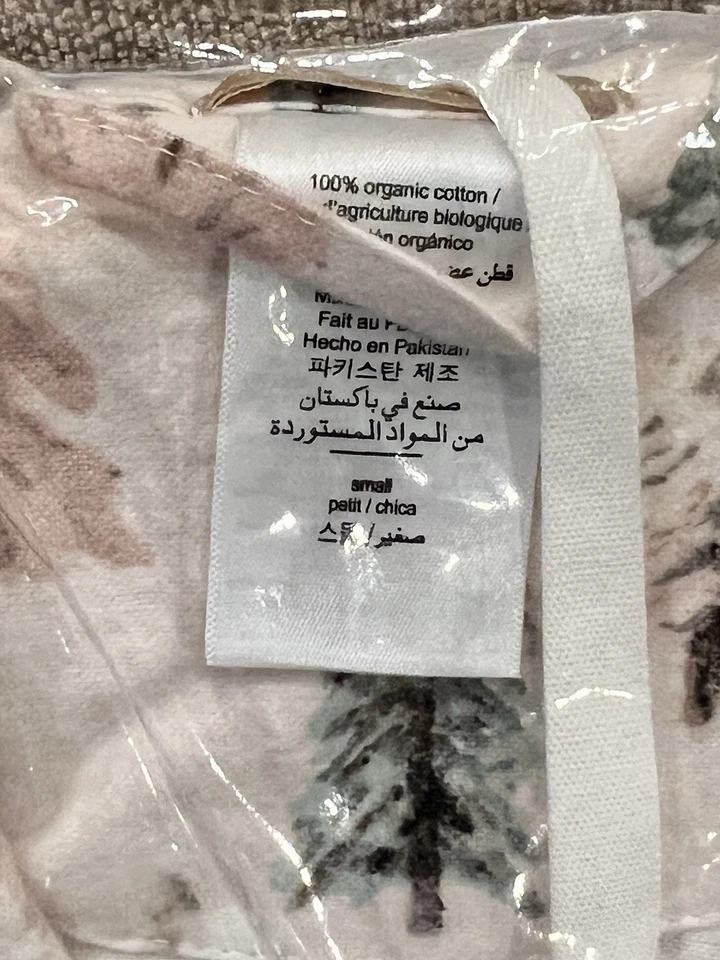 100% organic cotton /
d'agriculture biologique
orgánico
قطن
Fait au
Hecho en Pakistan
파키스탄 제조
صنع في باكستان
من المواد المستوردة
small
petit / chica
صغير/